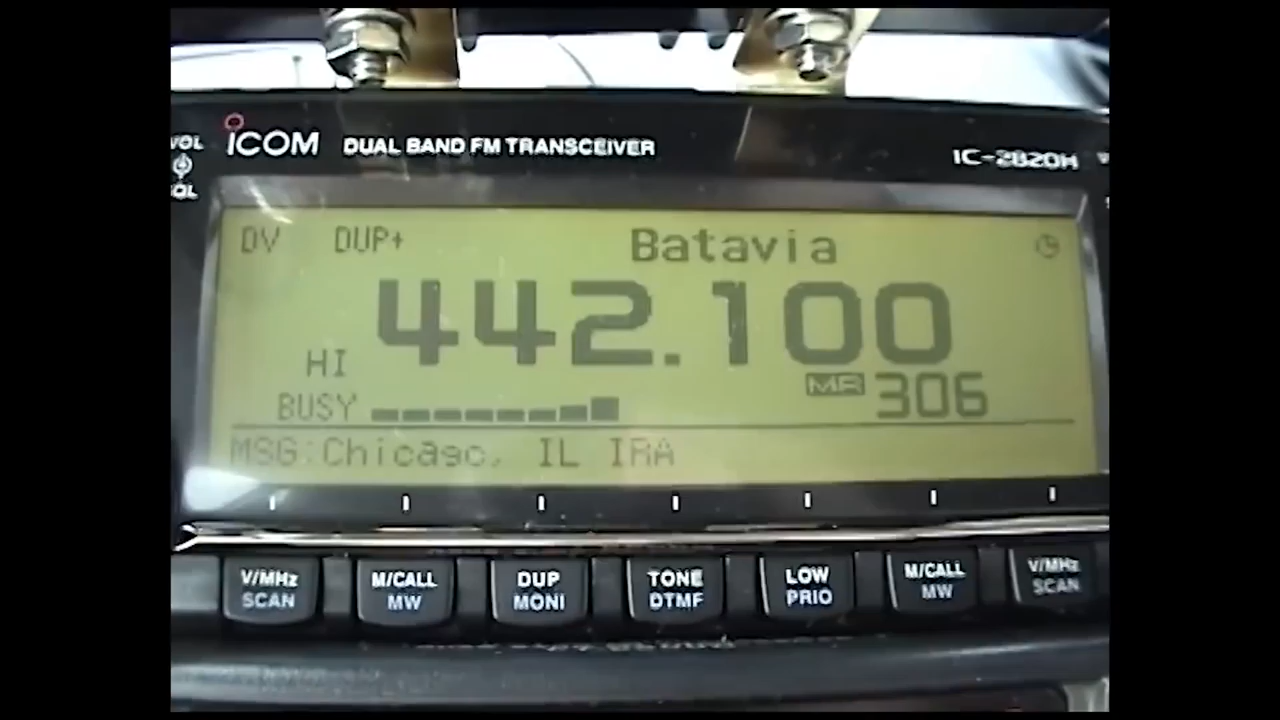 ICOM DUAL BAND FM TRANSCEIVER IC-2820H
VOL
SQL
DV DUP+ Batavia
442.100
HI
MR 306
BUSY
MSG:Chicago, IL IRA
V/MHz M/CALL DUP TONE LOW M/CALL V/MHz
SCAN MW MONI DTMF PRIO MW SCAN